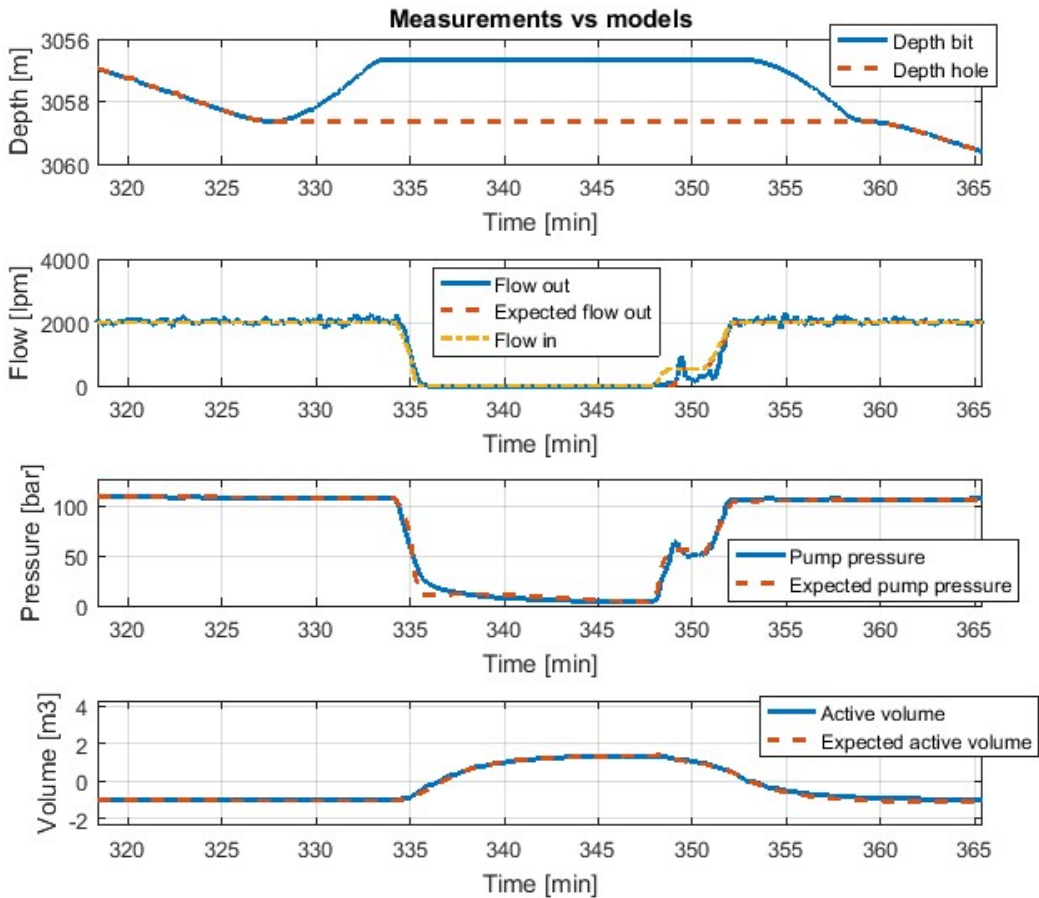 Measurements vs models
Depth [m]
3056
3058
3060
Depth bit
Depth hole
320 325 330 335 340 345 350 355 360 365
Time [min]
Flow [lpm]
4000
2000
0
Flow out
Expected flow out
Flow in
320 325 330 335 340 345 350 355 360 365
Time [min]
Pressure [bar]
100
50
0
Pump pressure
Expected pump pressure
320 325 330 335 340 345 350 355 360 365
Time [min]
Volume [m3]
4
2
0
-2
Active volume
Expected active volume
320 325 330 335 340 345 350 355 360 365
Time [min]